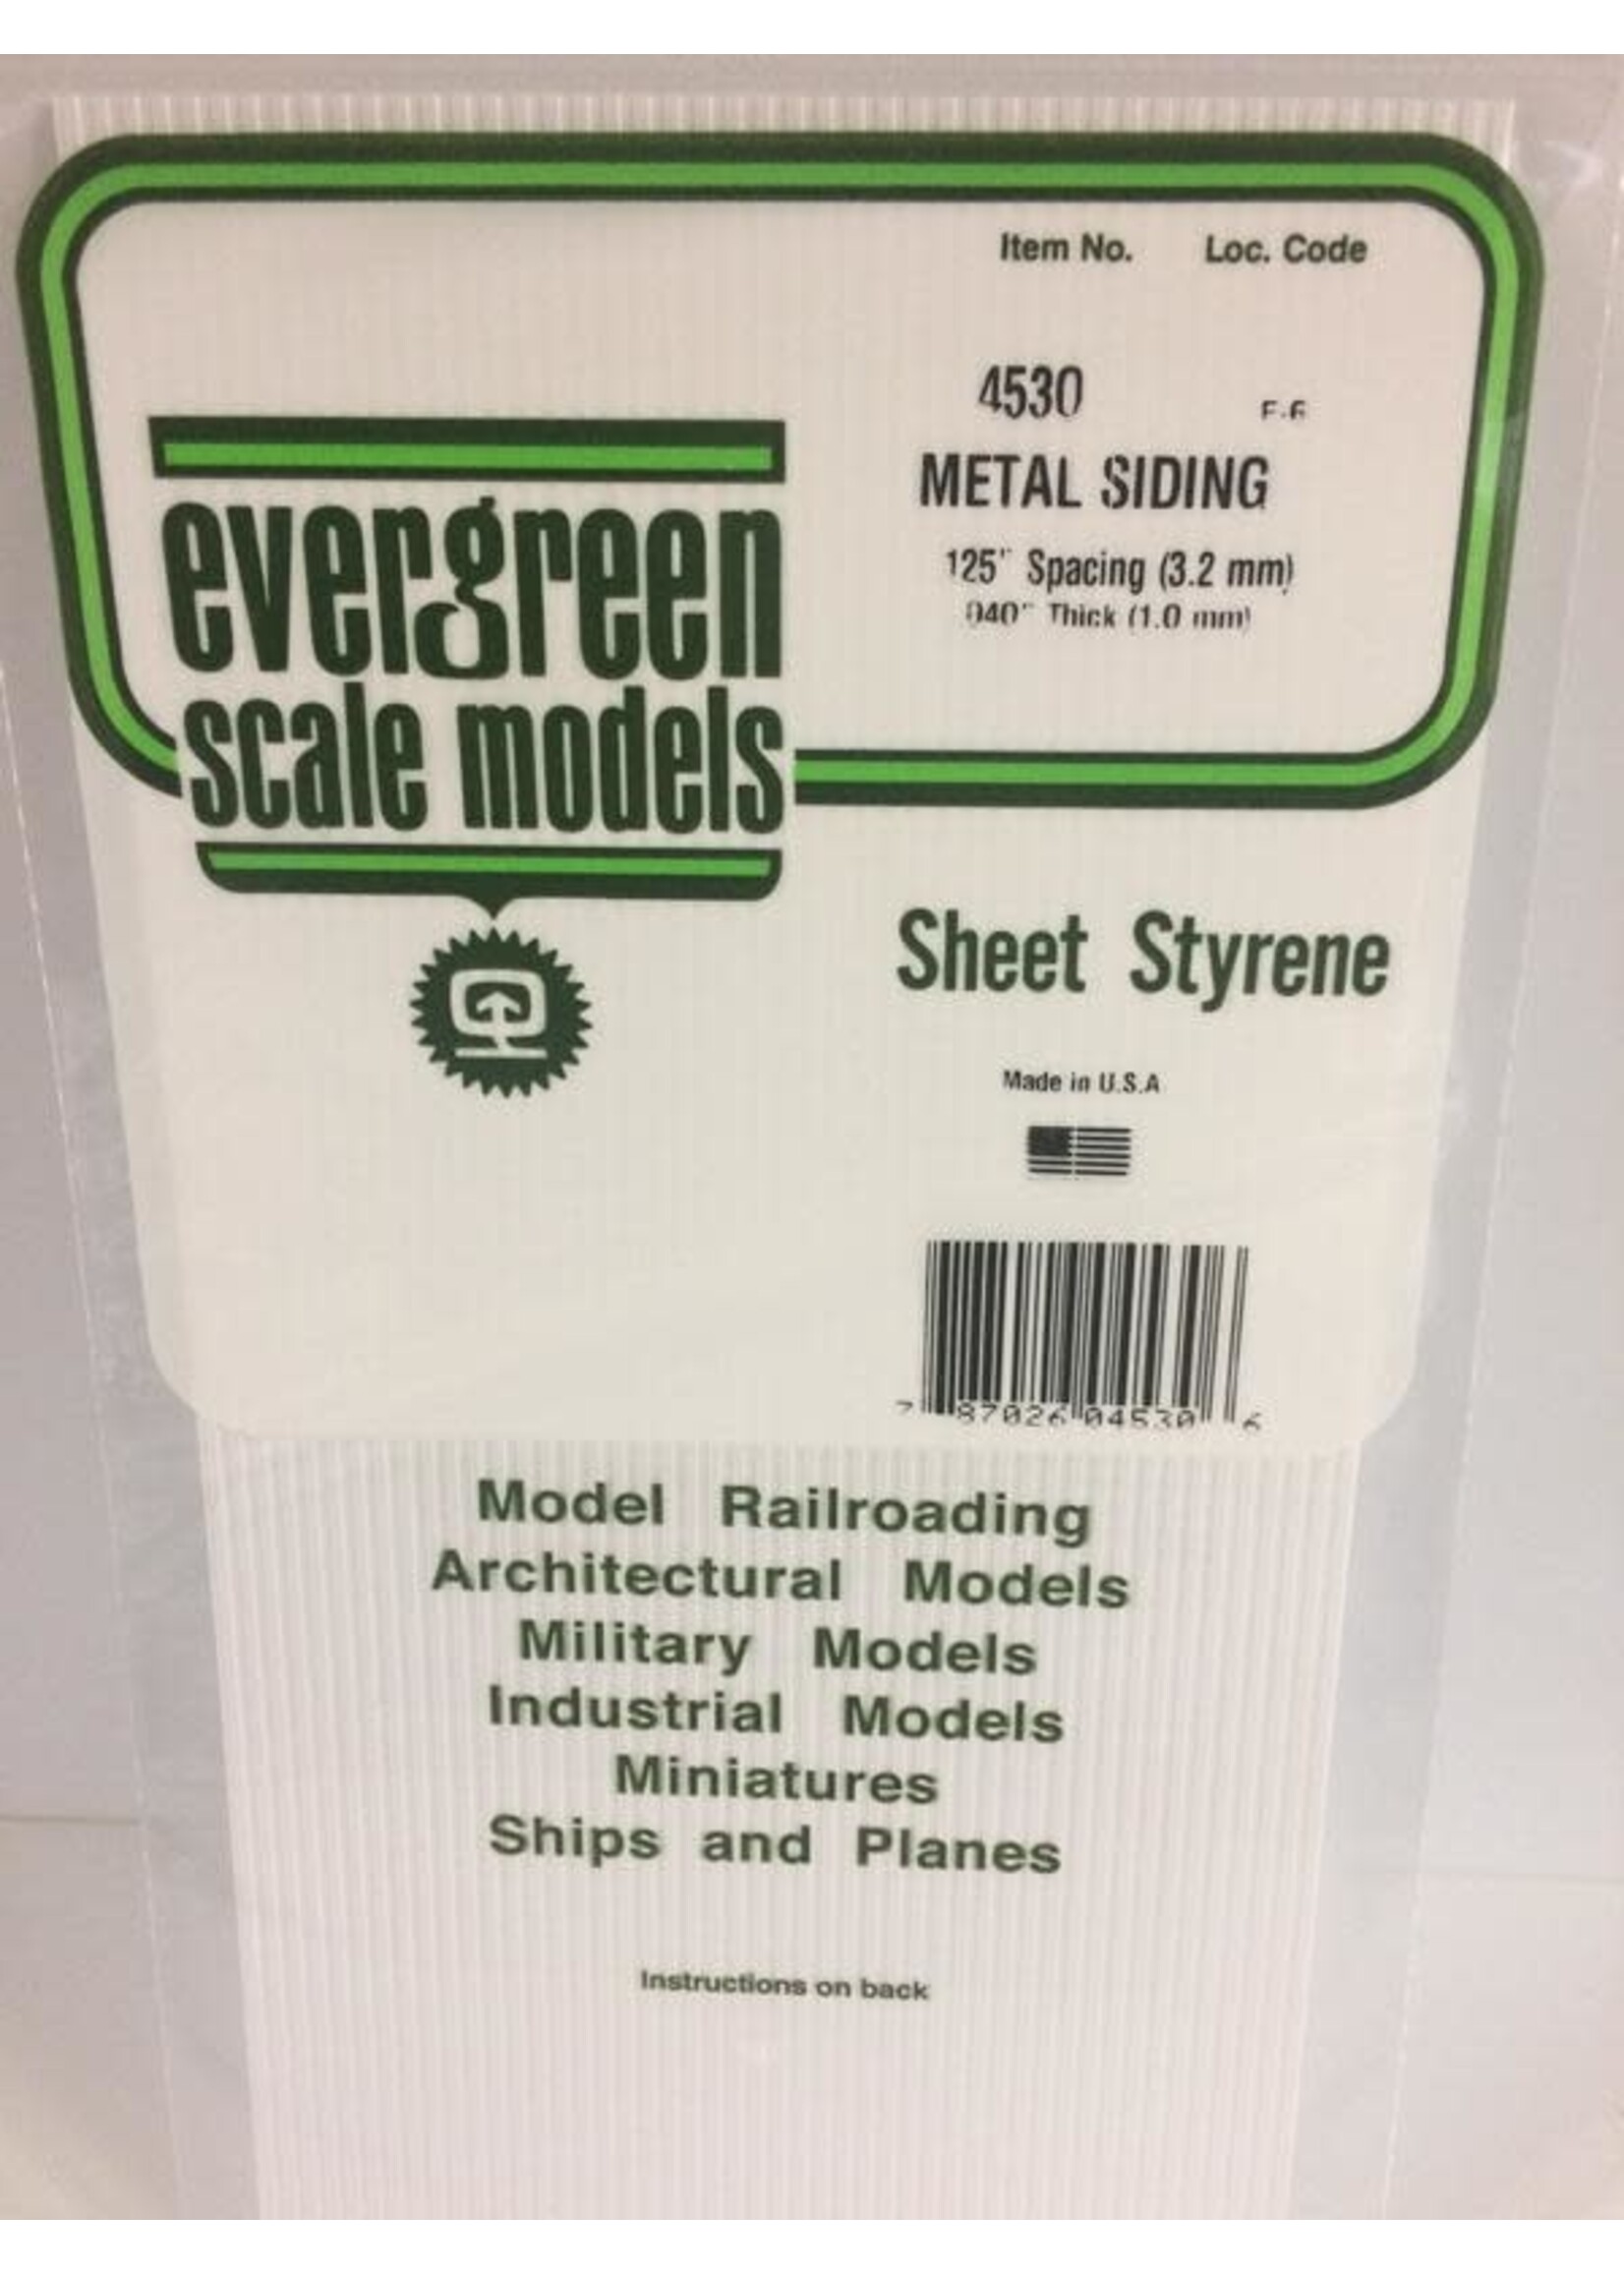 Item No. Loc. Code
4530 F-6
METAL SIDING
125" Spacing (3.2 mm)
040" Thick (1.0 mm)
evergreen
scale models
Sheet Styrene
Made in U.S.A
7 87026 04530 6
Model Railroading
Architectural Models
Military Models
Industrial Models
Miniatures
Ships and Planes
Instructions on back